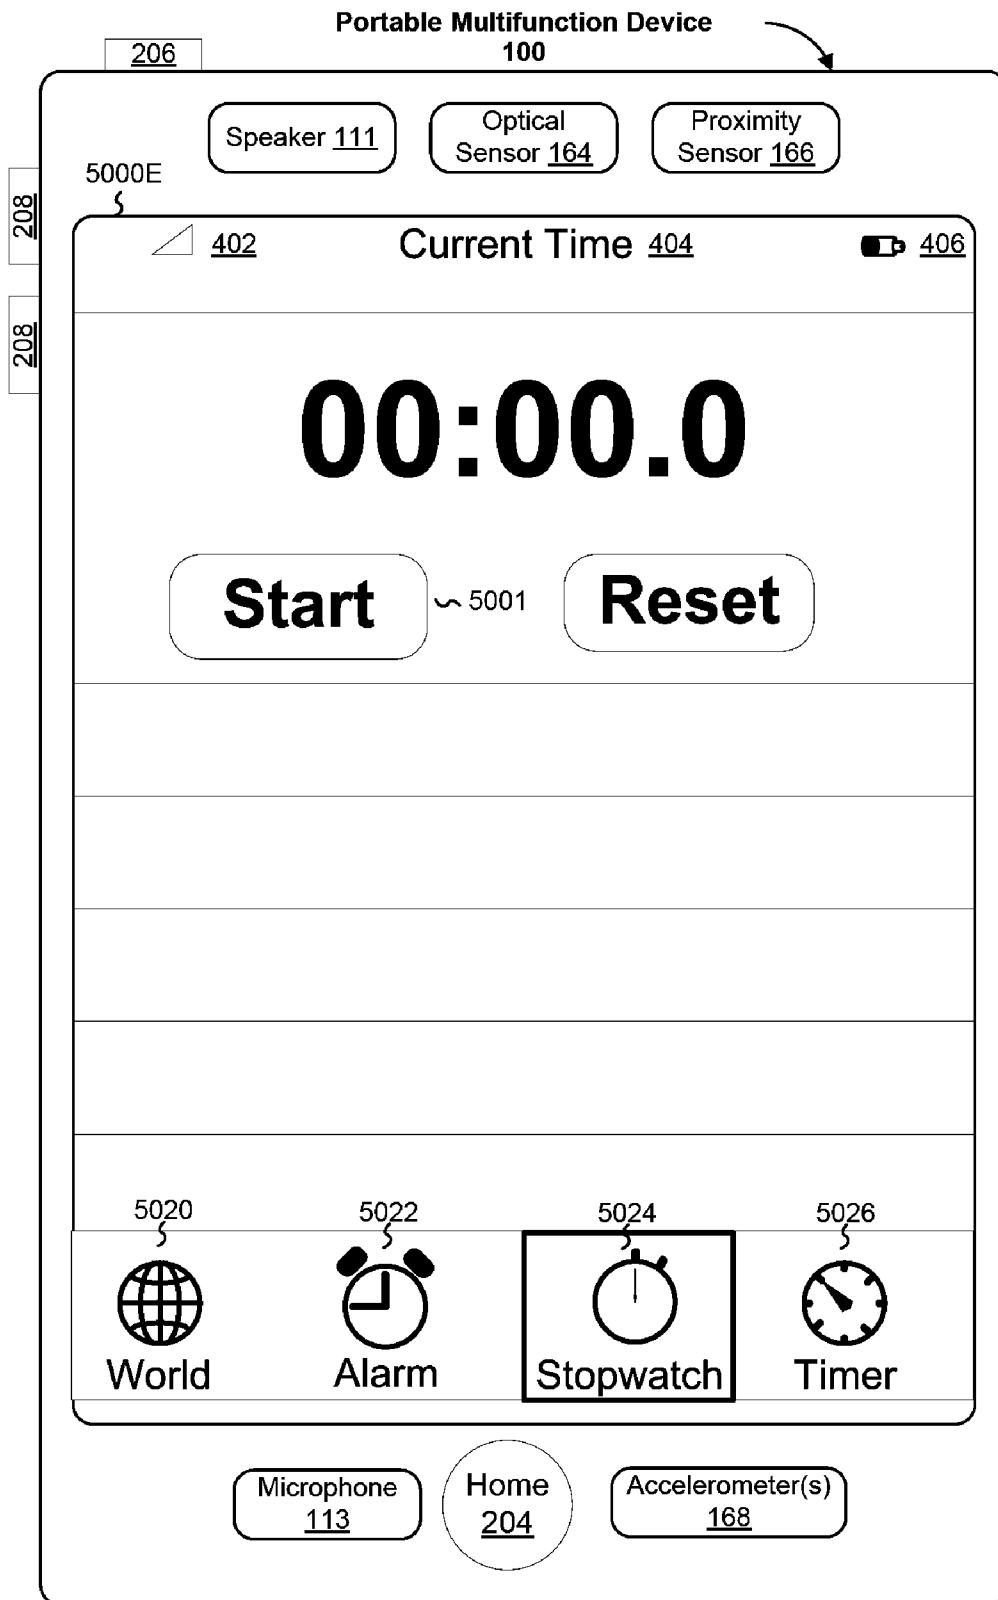 Portable Multifunction Device
100
206
Speaker 111
Optical
Sensor 164
Proximity
Sensor 166
5000E
208
208
402
Current Time 404
406
00:00.0
Start
5001
Reset
5020
5022
5024
5026
World
Alarm
Stopwatch
Timer
Microphone
113
Home
204
Accelerometer(s)
168